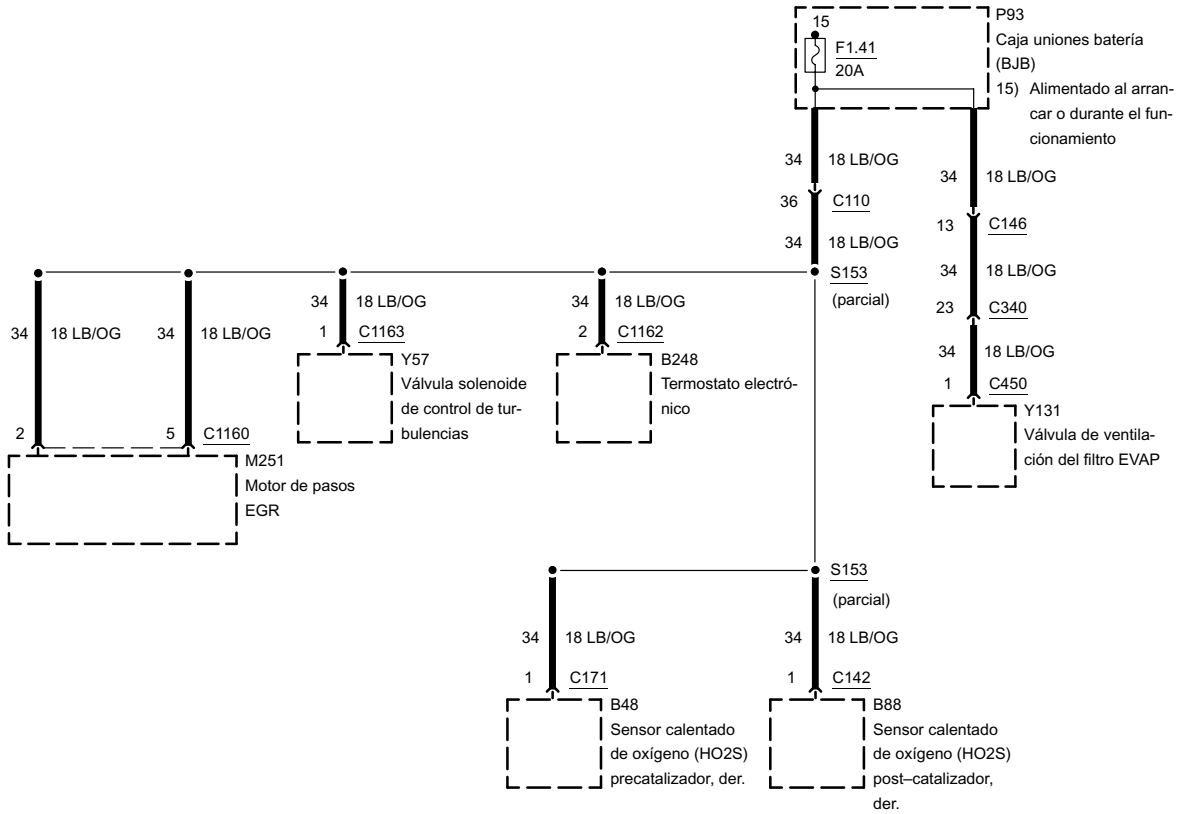 P93
15
Caja uniones batería
F1.41
(BJB)
20A
15) Alimentado al arran-
car o durante el fun-
cionamiento
34 18 LB/OG
34 18 LB/OG
36 C110
13 C146
34 18 LB/OG
34 18 LB/OG
S153
(parcial)
34 18 LB/OG
34 18 LB/OG
23 C340
34 18 LB/OG
34 18 LB/OG
1 C1163
2 C1162
34 18 LB/OG
Y57
Válvula solenoide
de control de tur-
bulencias
B248
Termostato electró-
nico
1 C450
Y131
Válvula de ventila-
ción del filtro EVAP
2
5 C1160
M251
Motor de pasos
EGR
S153
(parcial)
34 18 LB/OG
34 18 LB/OG
1 C171
1 C142
B48
Sensor calentado
de oxígeno (HO2S)
precatalizador, der.
B88
Sensor calentado
de oxígeno (HO2S)
post–catalizador,
der.